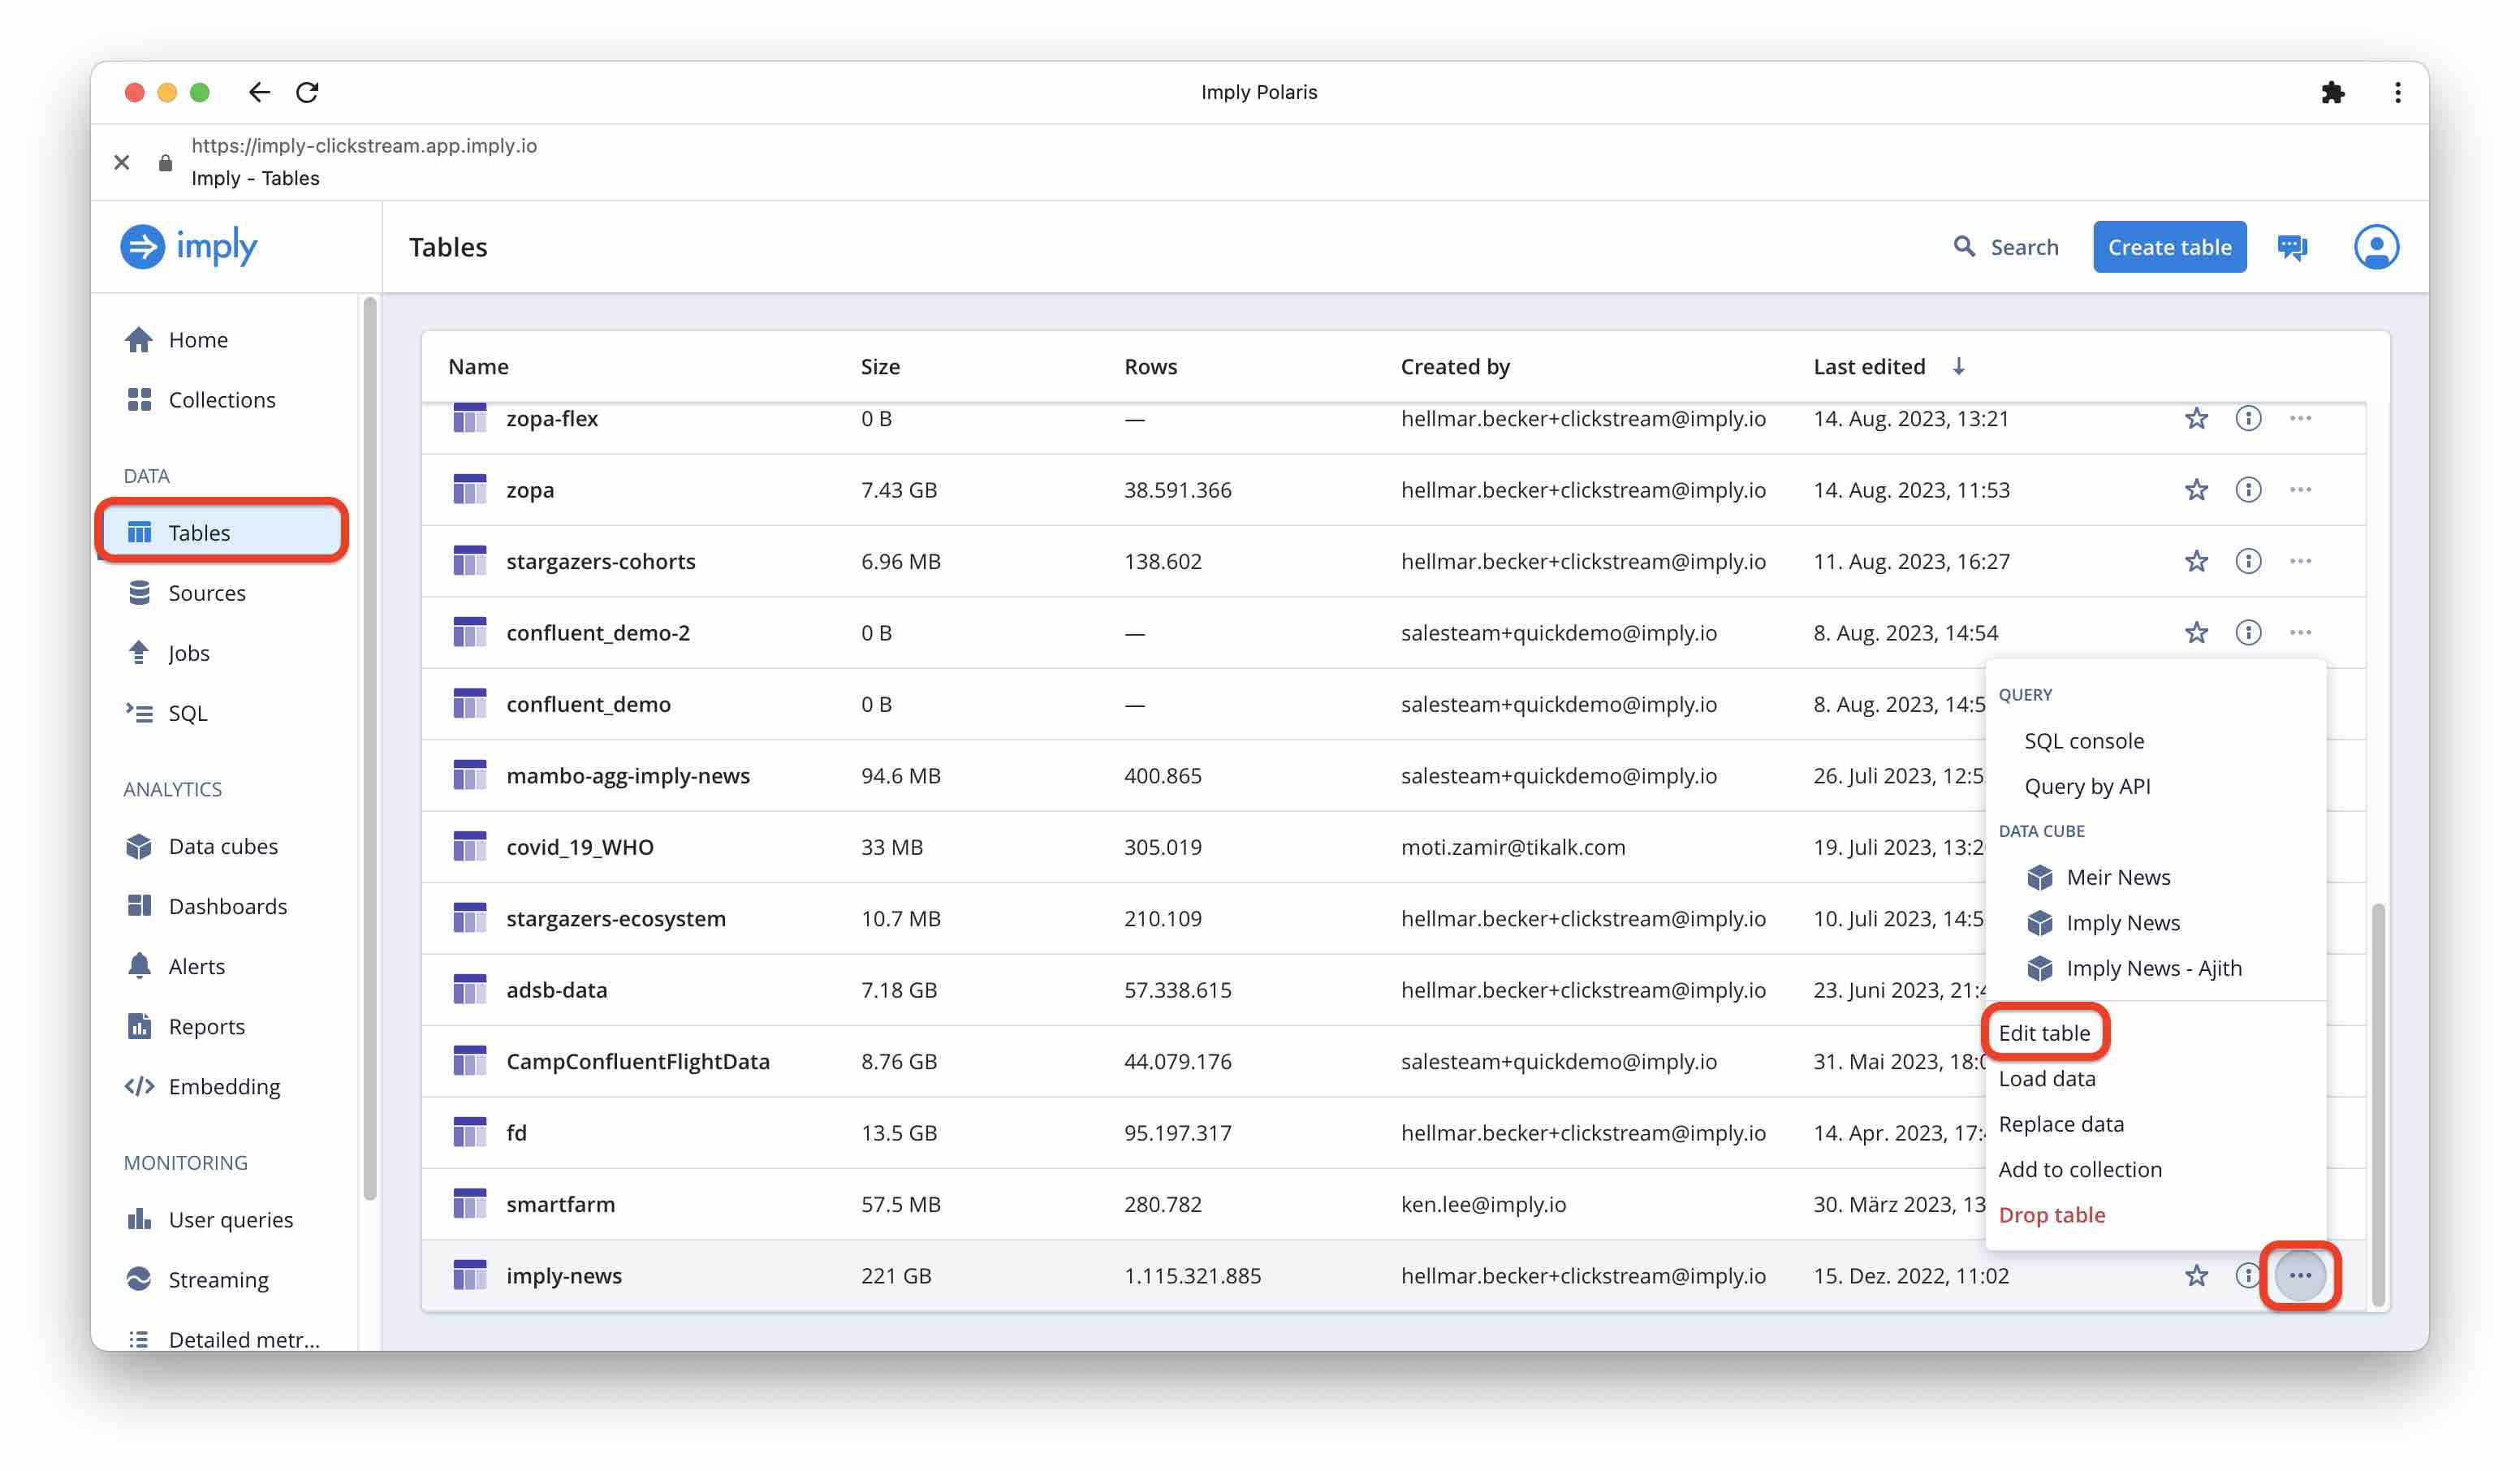 Imply Polaris
https://imply-clickstream.app.imply.io
Imply - Tables
imply
Tables
Search
Create table
Home
Collections
DATA
Tables
Sources
Jobs
SQL
ANALYTICS
Data cubes
Dashboards
Alerts
Reports
Embedding
MONITORING
User queries
Streaming
Detailed metr...
Name Size Rows Created by Last edited
zopa-flex 0 B — hellmar.becker+clickstream@imply.io 14. Aug. 2023, 13:21
zopa 7.43 GB 38.591.366 hellmar.becker+clickstream@imply.io 14. Aug. 2023, 11:53
stargazers-cohorts 6.96 MB 138.602 hellmar.becker+clickstream@imply.io 11. Aug. 2023, 16:27
confluent_demo-2 0 B — salesteam+quickdemo@imply.io 8. Aug. 2023, 14:54
confluent_demo 0 B — salesteam+quickdemo@imply.io 8. Aug. 2023, 14:5
mambo-agg-imply-news 94.6 MB 400.865 salesteam+quickdemo@imply.io 26. Juli 2023, 12:5
covid_19_WHO 33 MB 305.019 moti.zamir@tikalk.com 19. Juli 2023, 13:2
stargazers-ecosystem 10.7 MB 210.109 hellmar.becker+clickstream@imply.io 10. Juli 2023, 14:5
adsb-data 7.18 GB 57.338.615 hellmar.becker+clickstream@imply.io 23. Juni 2023, 21:4
CampConfluentFlightData 8.76 GB 44.079.176 salesteam+quickdemo@imply.io 31. Mai 2023, 18:0
fd 13.5 GB 95.197.317 hellmar.becker+clickstream@imply.io 14. Apr. 2023, 17:4
smartfarm 57.5 MB 280.782 ken.lee@imply.io 30. März 2023, 13
imply-news 221 GB 1.115.321.885 hellmar.becker+clickstream@imply.io 15. Dez. 2022, 11:02
QUERY
SQL console
Query by API
DATA CUBE
Meir News
Imply News
Imply News - Ajith
Edit table
Load data
Replace data
Add to collection
Drop table